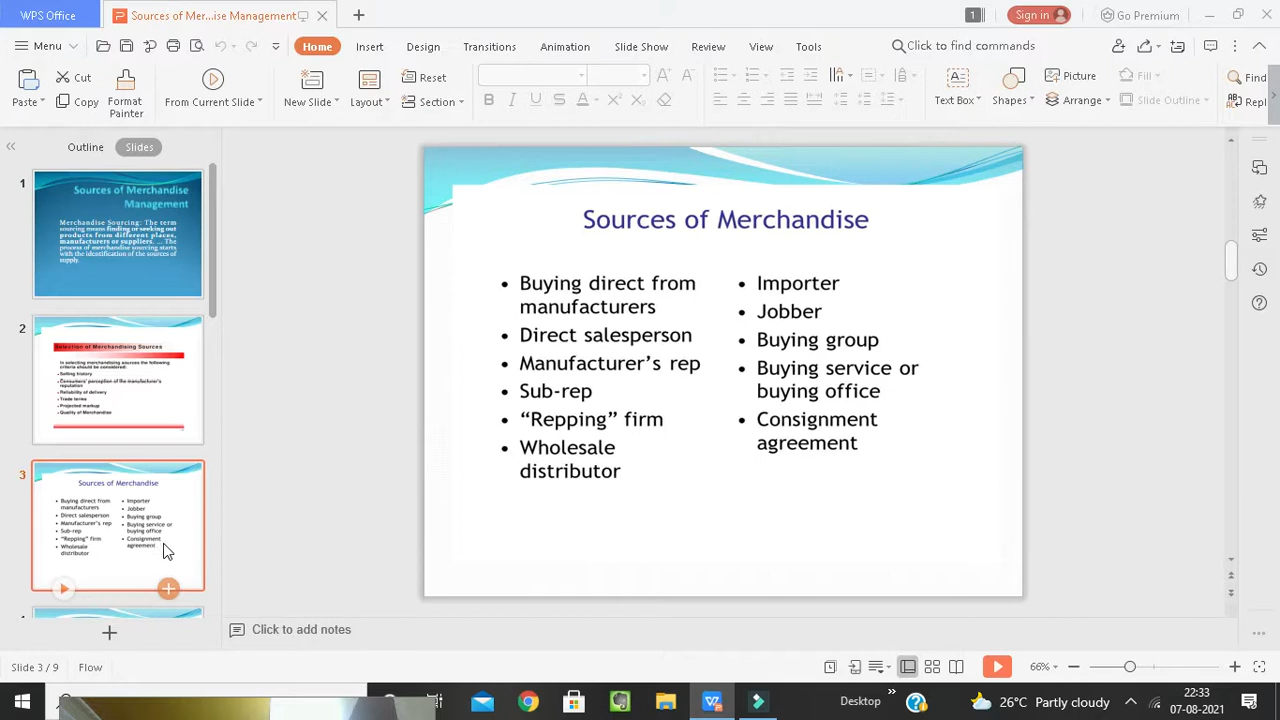 WPS Office
Sources of Mer...ise Management
1
Sign in
Go Premium
Menu
Home
Insert
Design
Transitions
Animation
Slide Show
Review
View
Tools
Click to find commands
Cut
Format
Painter
From Current Slide
New Slide
Layout
Reset
Section
B I U S A X² X₂
Text Box
Shapes
Picture
Arrange
Fill
Find
Outline
Slides
1
Sources of Merchandise
Management
Merchandise Sourcing: The term
sourcing means finding or seeking out
products from different places,
manufacturers or suppliers. ... The
process of merchandise sourcing starts
with the identification of the sources of
supply.
2
Selection of Merchandising Sources
In selecting merchandising sources the following
criteria should be considered:
Selling history
Consumers' perception of the manufacturer's
reputation
Reliability of delivery
Trade terms
Projected markup
Quality of Merchandise
3
Sources of Merchandise
• Buying direct from
manufacturers
• Direct salesperson
• Manufacturer's rep
• Sub-rep
• "Repping" firm
• Wholesale
distributor
• Importer
• Jobber
• Buying group
• Buying service or
buying office
• Consignment
agreement
Sources of Merchandise
• Buying direct from
manufacturers
• Direct salesperson
• Manufacturer’s rep
• Sub-rep
• “Repping” firm
• Wholesale
distributor
• Importer
• Jobber
• Buying group
• Buying service or
buying office
• Consignment
agreement
Click to add notes
Slide 3 / 9
Flow
66%
Desktop
26°C Partly cloudy
22:33
07-08-2021